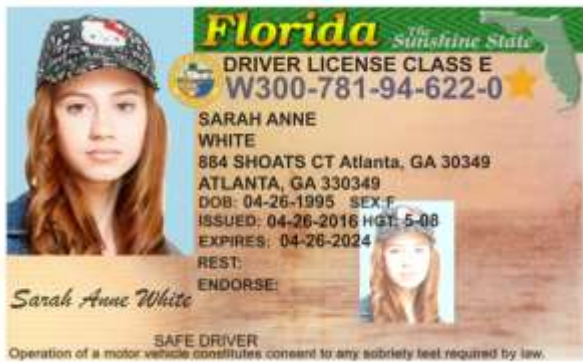 Florida The Sunshine State
DRIVER LICENSE CLASS E
W300-781-94-622-0
SARAH ANNE
WHITE
884 SHOATS CT Atlanta, GA 30349
ATLANTA, GA 330349
DOB: 04-26-1995 SEX F
ISSUED: 04-26-2016 HGT: 5-08
EXPIRES: 04-26-2024
REST:
ENDORSE:
Sarah Anne White
SAFE DRIVER
Operation of a motor vehicle constitutes consent to any sobriety test required by law.